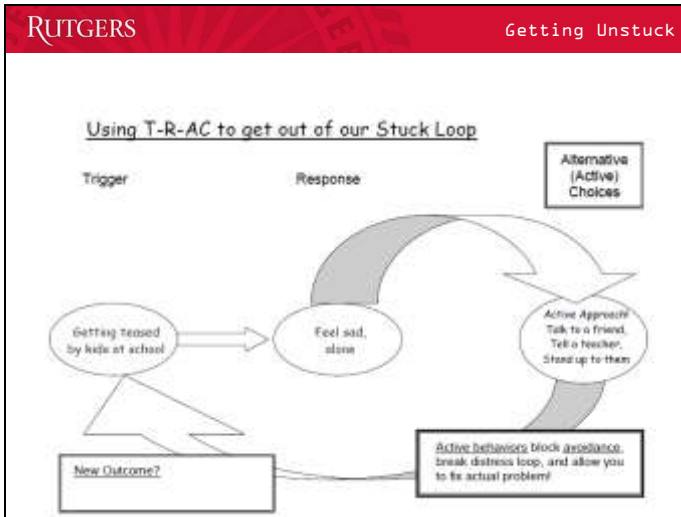 RUTGERS
Getting Unstuck
Using T-R-AC to get out of our Stuck Loop
Trigger
Response
Alternative
(Active)
Choices
Getting teased
by kids at school
Feel sad,
alone
Active Approach!
Talk to a friend,
Tell a teacher,
Stand up to them
New Outcome?
Active behaviors block avoidance,
break distress loop, and allow you
to fix actual problem!